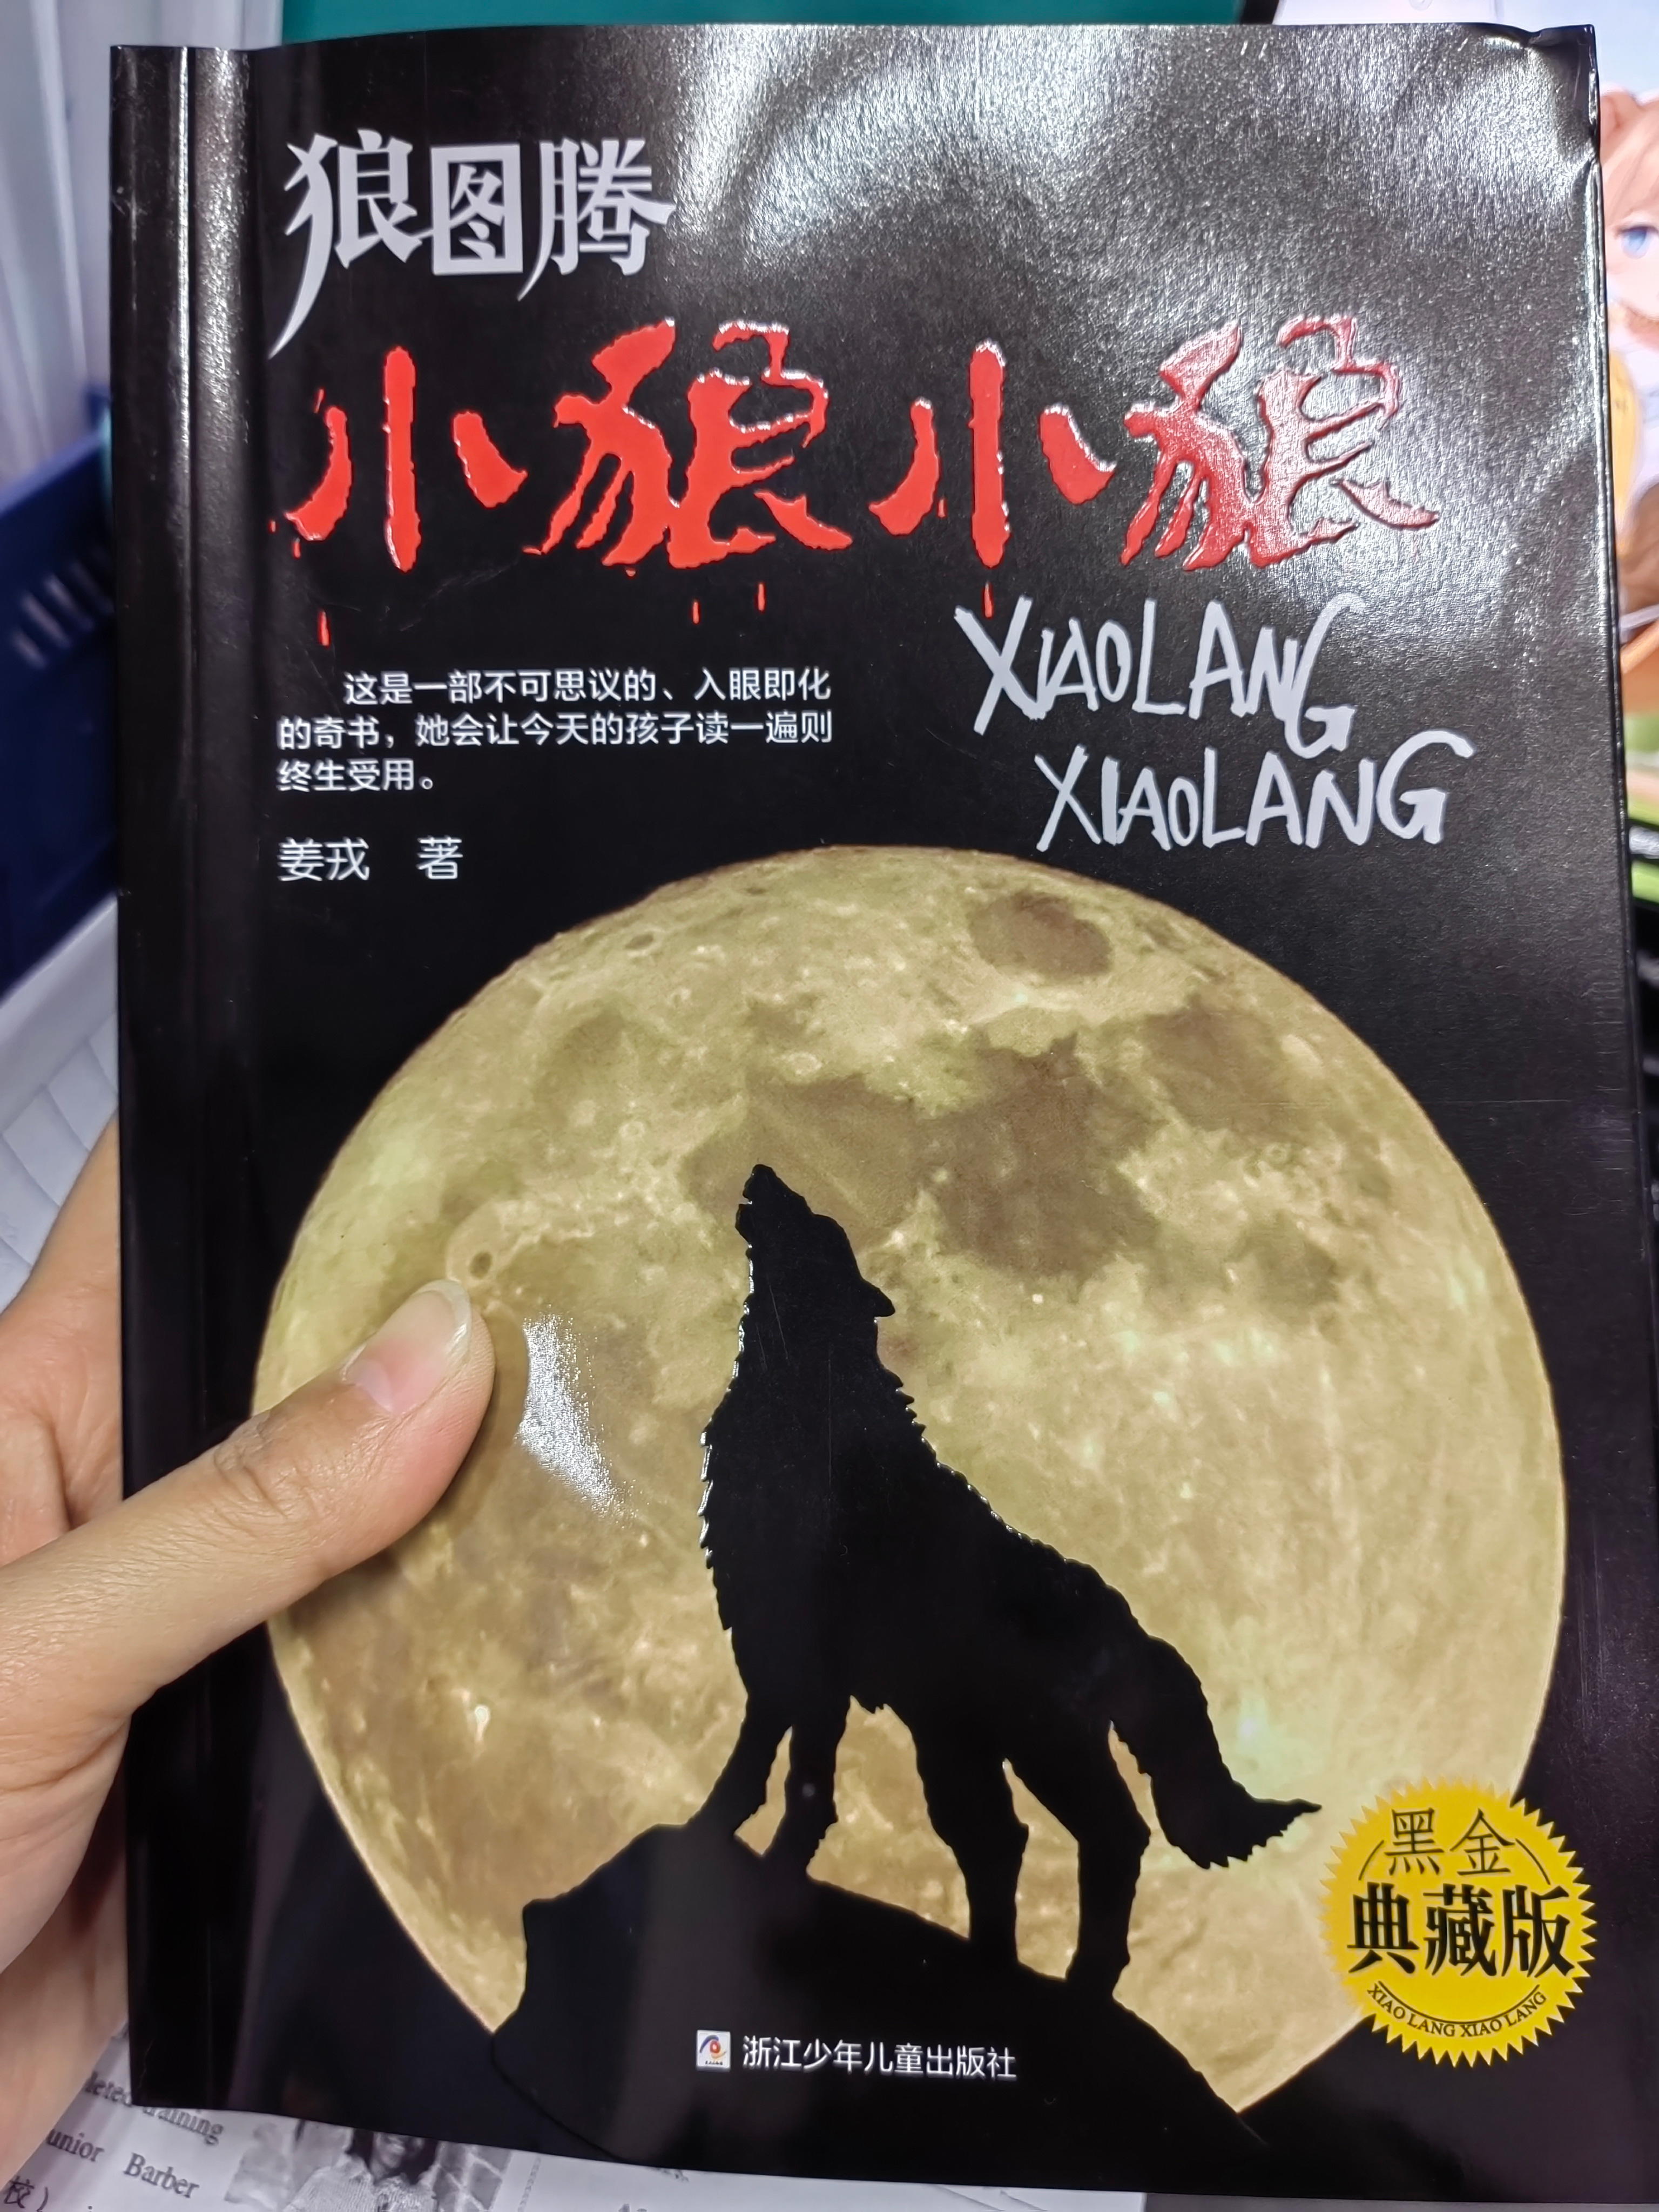 狼图腾
小狼小狼
XIAOLANG
XIAOLANG
这是一部不可思议的、入眼即化
的奇书，她会让今天的孩子读一遍则
终生受用。
姜戎 著
黑金
典藏版
XIAO LANG XIAO LANG
浙江少年儿童出版社
training
unior Barber
校）